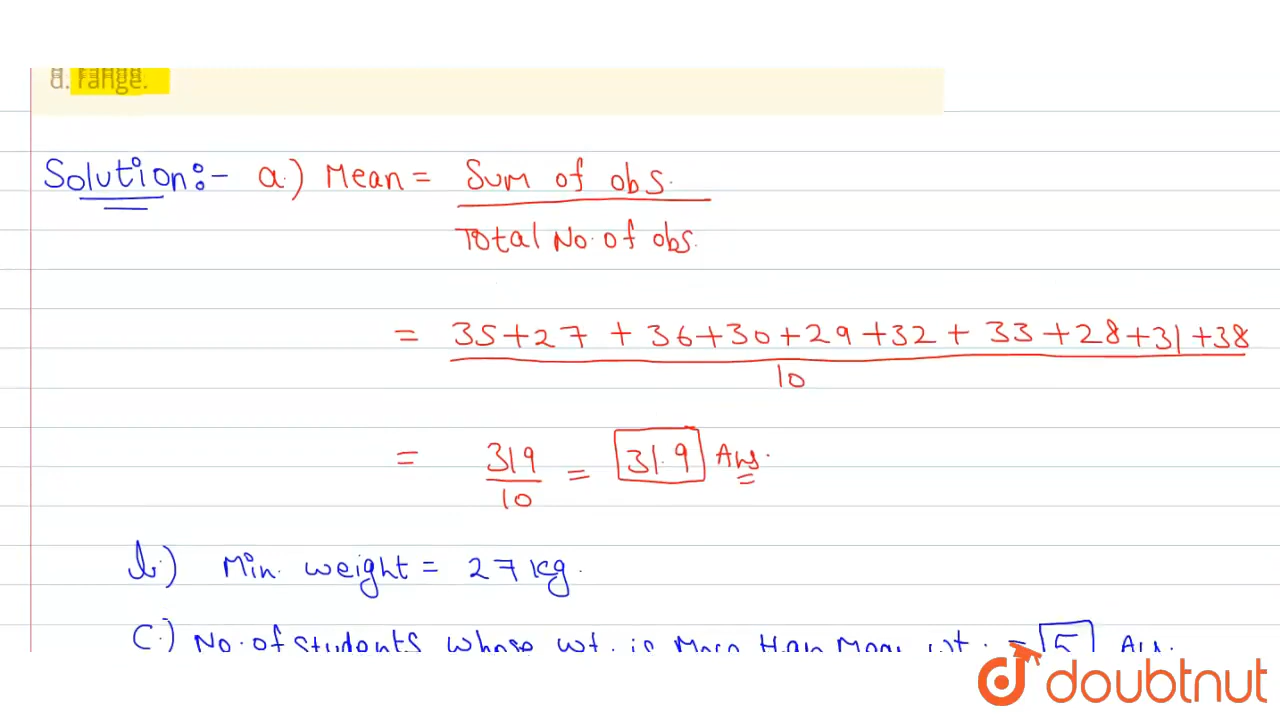 d. range.
Solution:- a.) Mean = Sum of obs.
Total No. of obs.
= 35+27 + 36+30+29+32 + 33+28+31+38
10
= 319 = 31.9 Ans.
10
b.) Min. weight = 27 kg.
c.) No. of students whose wt. is more than mean wt. = 5 Ans.
doubtnut